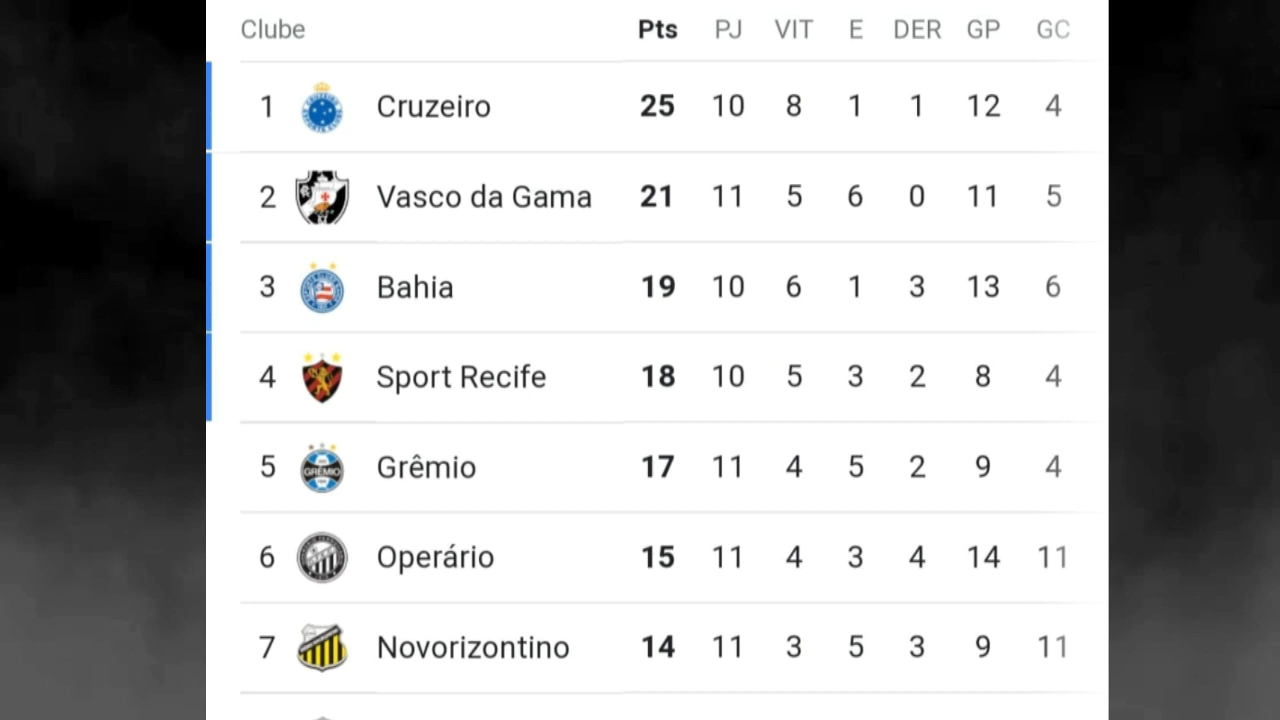 Clube Pts PJ VIT E DER GP GC
1 Cruzeiro 25 10 8 1 1 12 4
2 Vasco da Gama 21 11 5 6 0 11 5
3 Bahia 19 10 6 1 3 13 6
4 Sport Recife 18 10 5 3 2 8 4
5 GRÊMIO Grêmio 17 11 4 5 2 9 4
6 Operário 15 11 4 3 4 14 11
7 Novorizontino 14 11 3 5 3 9 11